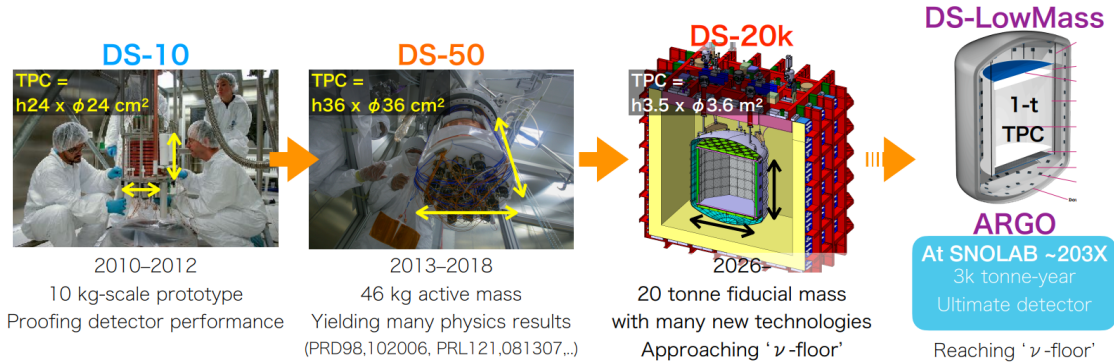 DS-10
TPC =
h24 x φ24 cm²
2010–2012
10 kg-scale prototype
Proofing detector performance
DS-50
TPC =
h36 x φ36 cm²
2013-2018
46 kg active mass
Yielding many physics results
(PRD98,102006, PRL121,081307,..)
DS-20k
TPC =
h3.5 x φ3.6 m²
2026-
20 tonne fiducial mass
with many new technologies
Approaching ‘ν-floor’
DS-LowMass
1-t
TPC
ARGO
At SNOLAB ~203X
3k tonne-year
Ultimate detector
Reaching ‘ν-floor’